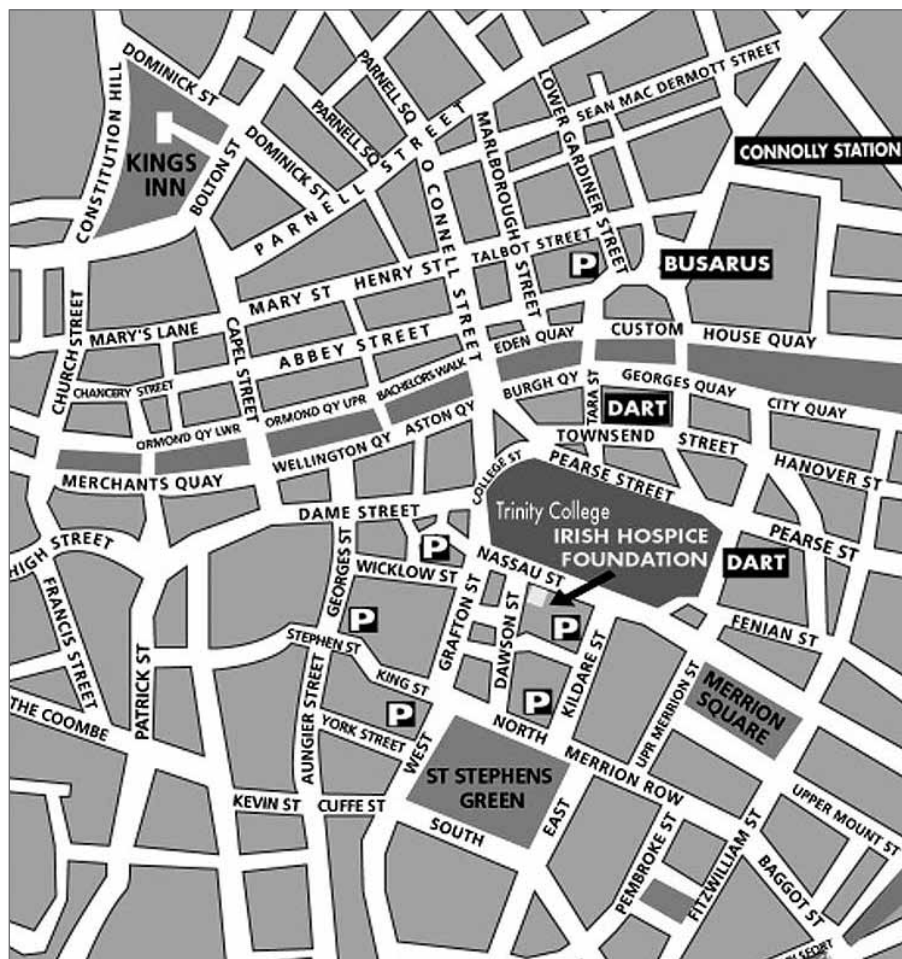 DOMINICK ST
CONSTITUTION HILL
KINGS
INN
BOLTON ST
DOMINICK ST
PARNELL SQ
PARNELL SQ
PARNELL STREET
O CONNELL STREET
MARLBOROUGH STREET
LOWER GARDINER STREET
SEAN MAC DERMOTT STREET
CONNOLLY STATION
BUSARUS
P
TALBOT STREET
HENRY ST
MARY ST
MARY'S LANE
CHURCH STREET
CAPEL STREET
ABBEY STREET
CHANCERY STREET
ORMOND QY LWR
ORMOND QY UPR
BACHELORS WALK
EDEN QUAY
CUSTOM HOUSE QUAY
BURGH QY
TARA ST
GEORGES QUAY
CITY QUAY
DART
TOWNSEND STREET
HANOVER ST
MERCHANTS QUAY
WELLINGTON QY
ASTON QY
COLLEGE ST
PEARSE STREET
PEARSE ST
DAME STREET
Trinity College
IRISH HOSPICE
FOUNDATION
DART
HIGH STREET
FRANCIS STREET
PATRICK ST
THE COOMBE
GEORGES ST
WICKLOW ST
P
NASSAU ST
GRAFTON ST
DAWSON ST
KILDARE ST
P
P
P
P
STEPHEN ST
KING ST
YORK STREET
AUNGIER STREET
KEVIN ST
CUFFE ST
WEST
NORTH
EAST
SOUTH
ST STEPHENS
GREEN
MERRION ROW
UPR MERRION ST
MERRION
SQUARE
FENIAN ST
UPPER MOUNT ST
PEMBROKE ST
FITZWILLIAM ST
BAGGOT ST